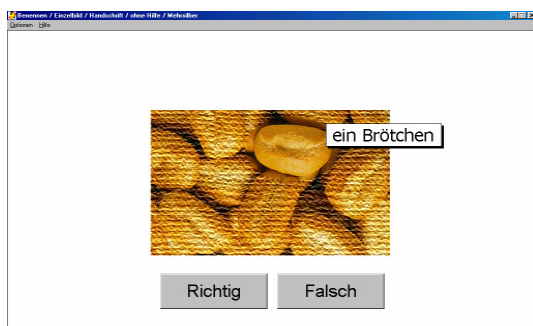 Benennen / Einzelbild / Handschrift / ohne Hilfe / Mehrsilber
Optionen Hilfe
ein Brötchen
Richtig Falsch